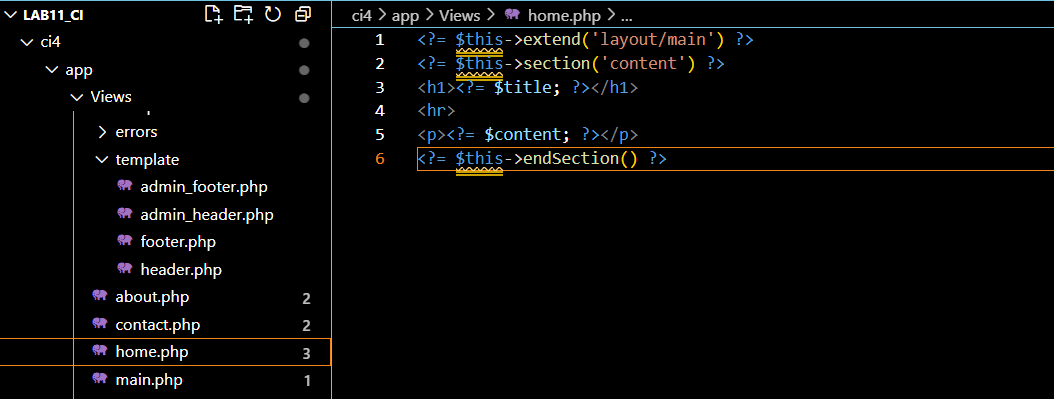 LAB11_CI
ci4
app
Views
errors
template
admin_footer.php
admin_header.php
footer.php
header.php
about.php 2
contact.php 2
home.php 3
main.php 1
ci4 > app > Views > home.php > ...
1 <?= $this->extend('layout/main') ?>
2 <?= $this->section('content') ?>
3 <h1><?= $title; ?></h1>
4 <hr>
5 <p><?= $content; ?></p>
6 <?= $this->endSection() ?>